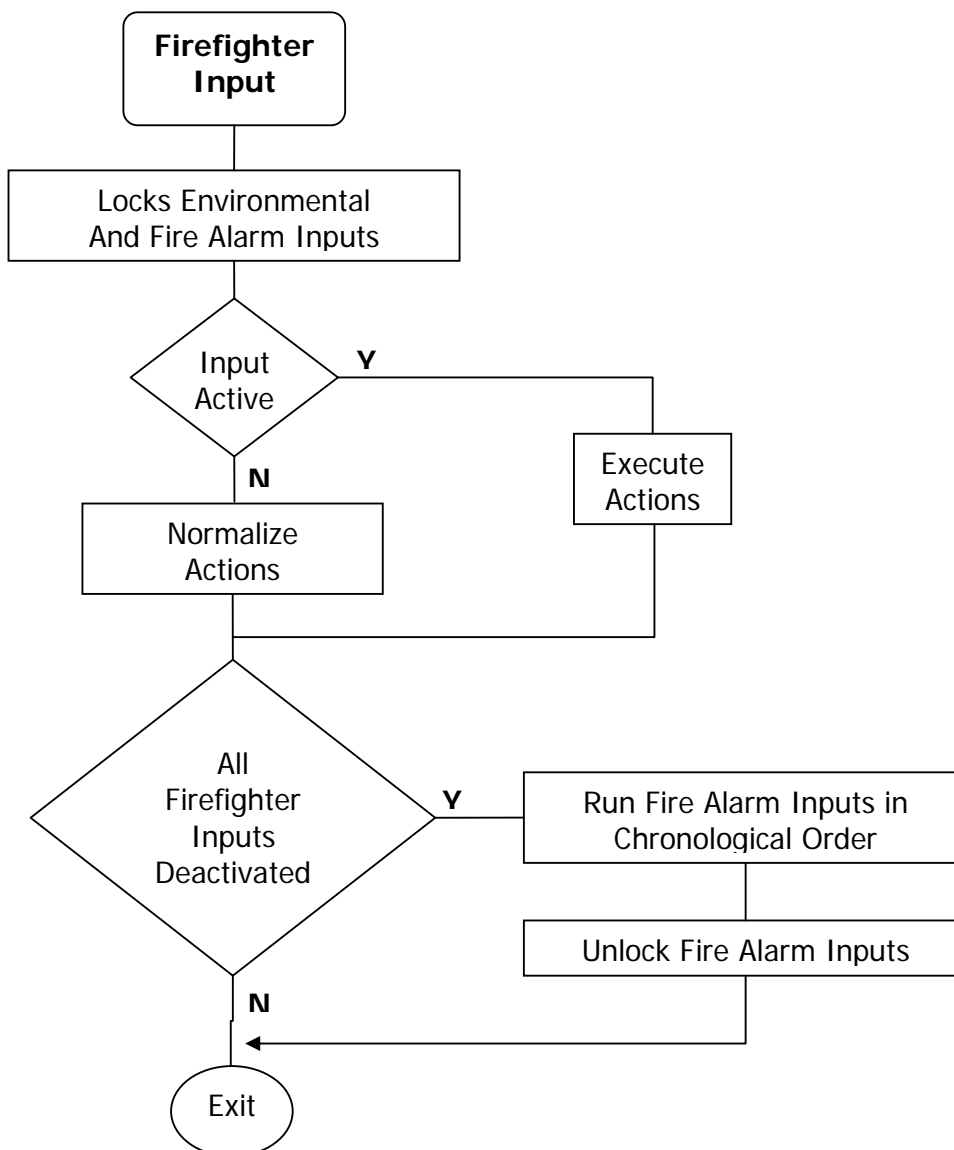 Firefighter
Input
Locks Environmental
And Fire Alarm Inputs
Input
Active
Y
N
Execute
Actions
Normalize
Actions
All
Firefighter
Inputs
Deactivated
Y
Run Fire Alarm Inputs in
Chronological Order
Unlock Fire Alarm Inputs
N
Exit